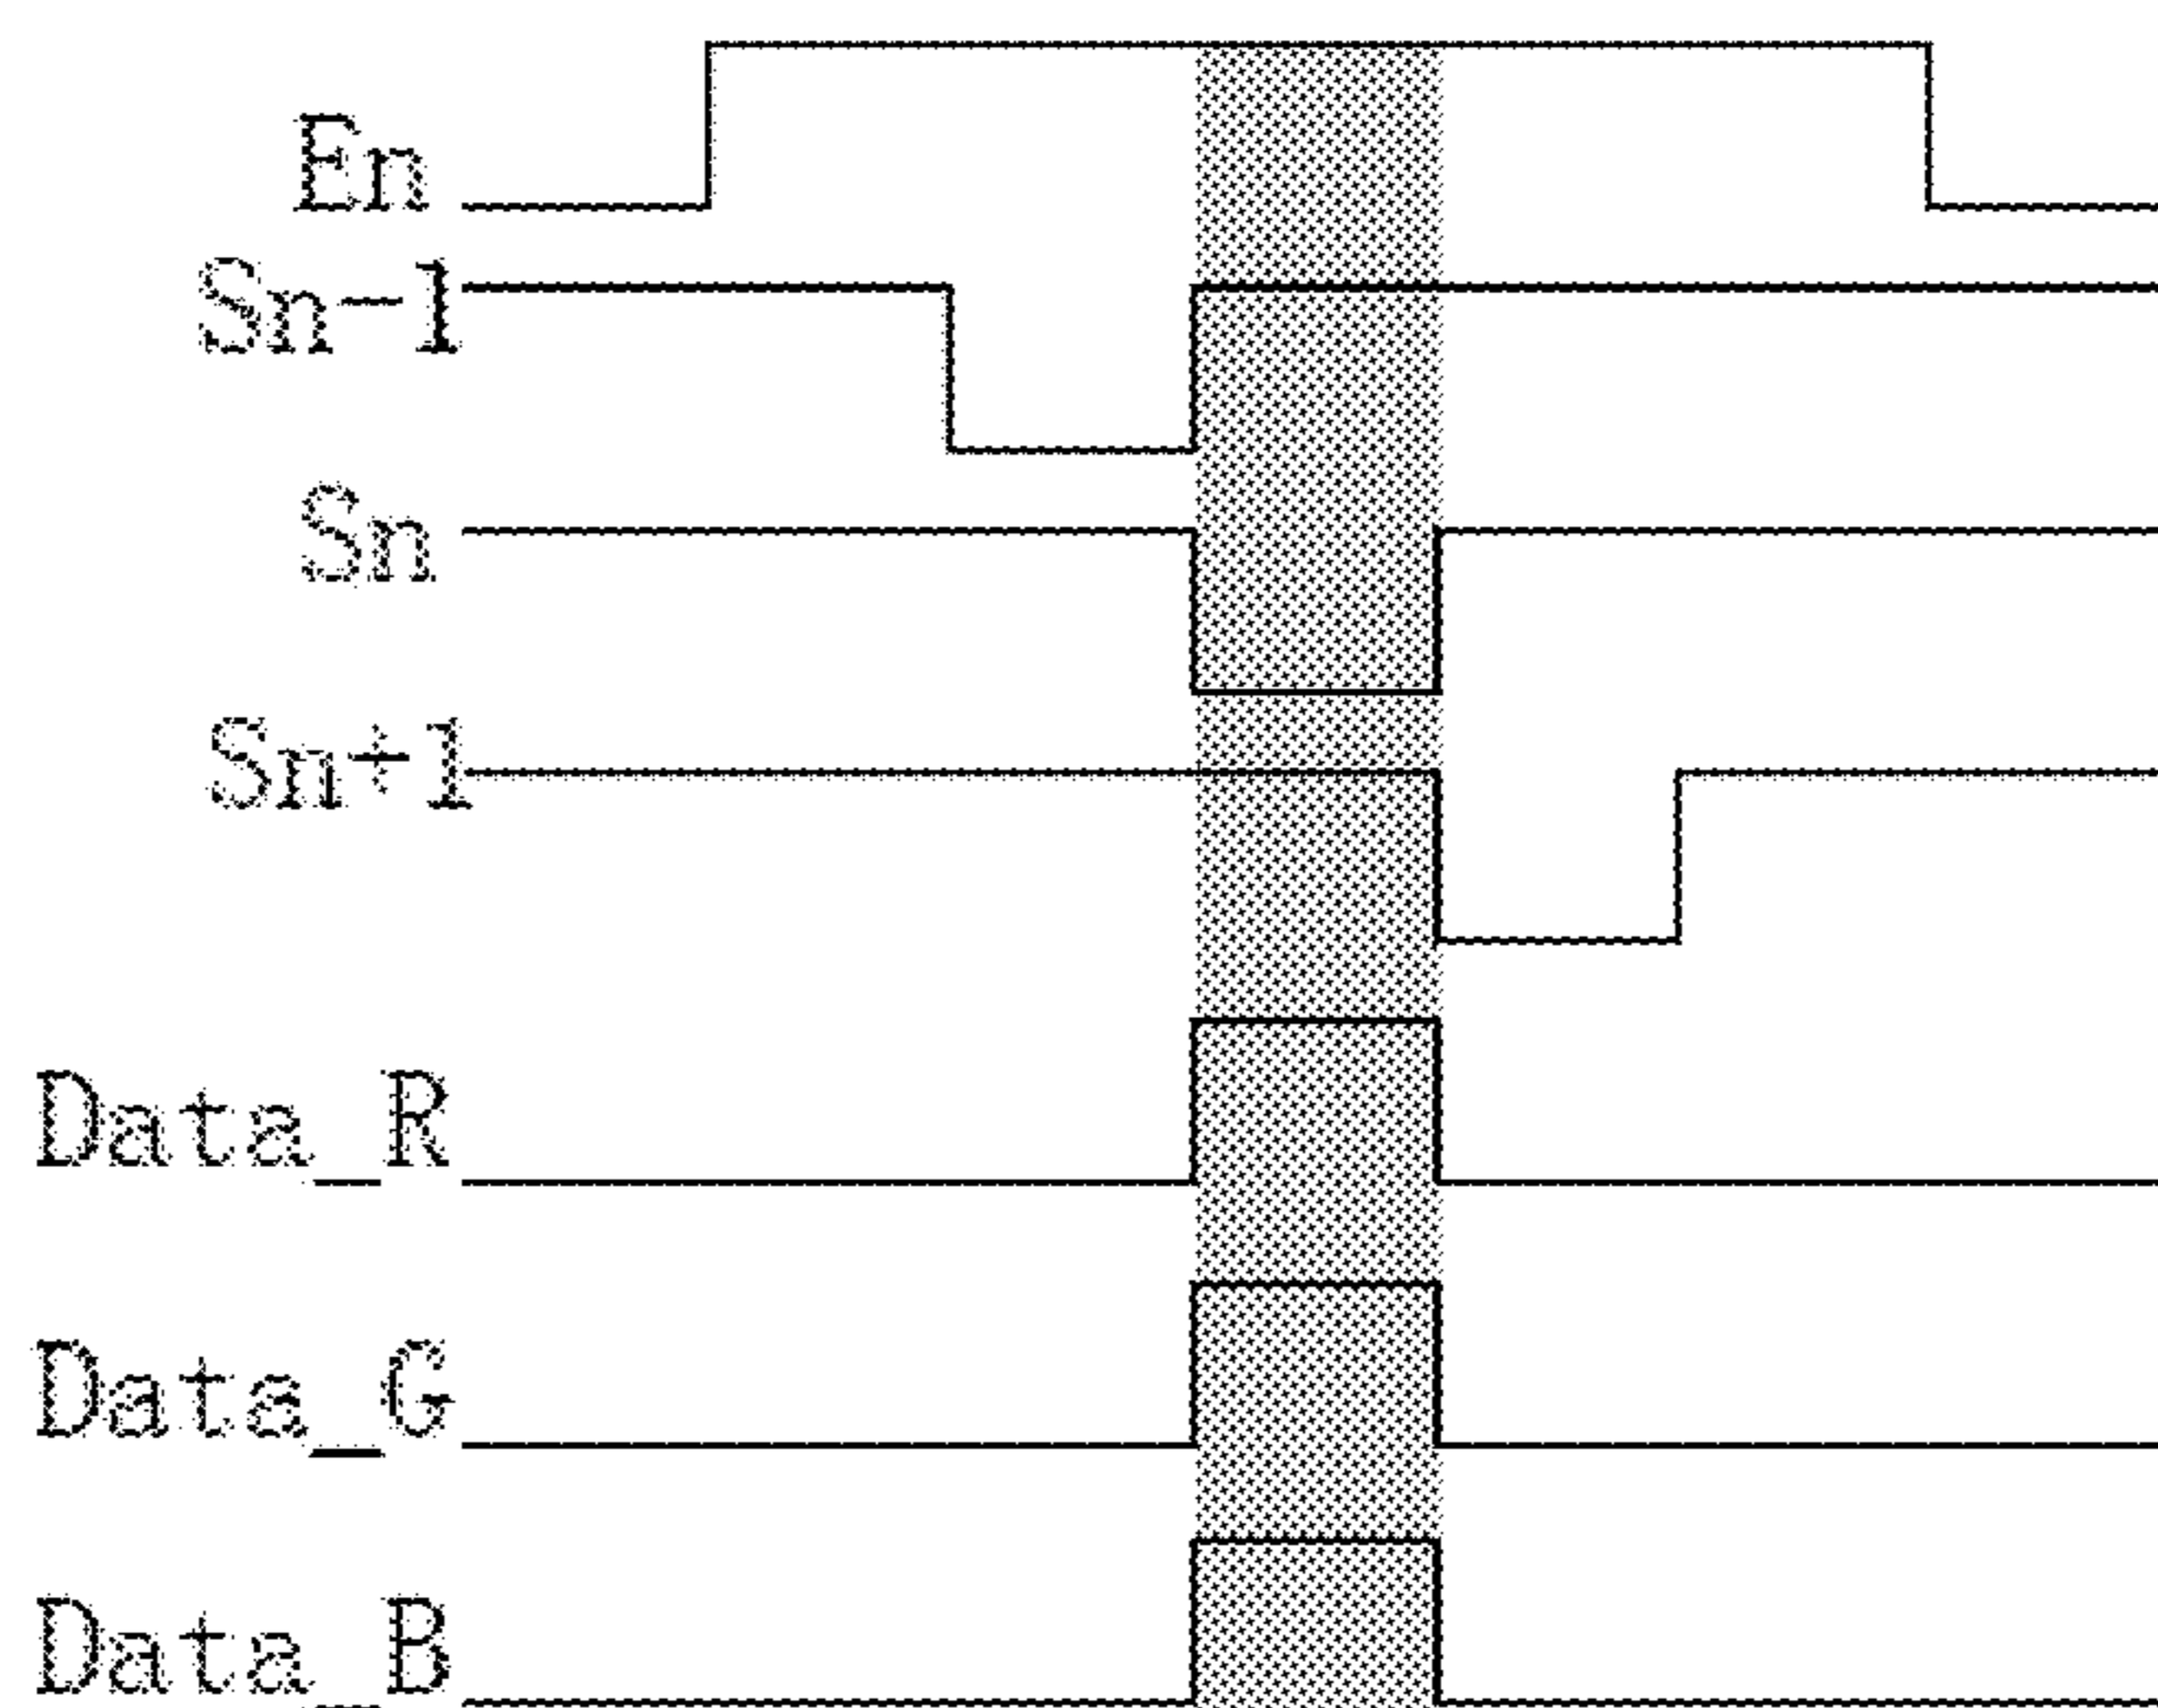 En
Sn-1
Sn
Sn+1
Data_R
Data_G
Data_B